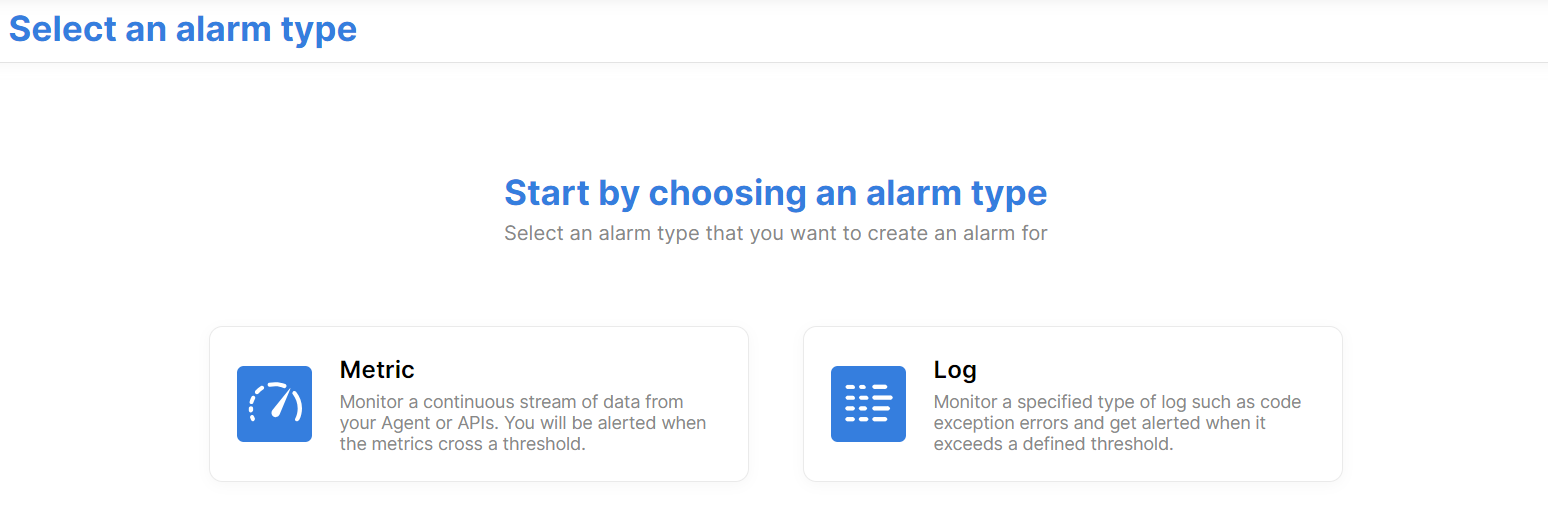 Select an alarm type
Start by choosing an alarm type
Select an alarm type that you want to create an alarm for
Metric
Monitor a continuous stream of data from
your Agent or APIs. You will be alerted when
the metrics cross a threshold.
Log
Monitor a specified type of log such as code
exception errors and get alerted when it
exceeds a defined threshold.